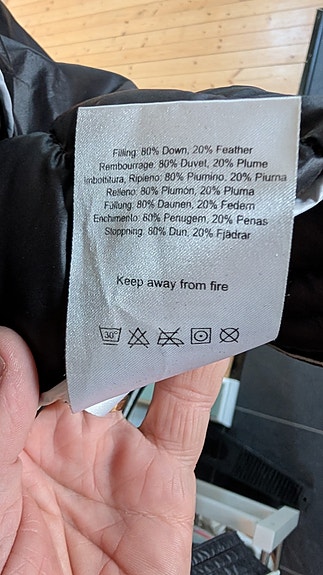 Filling: 80% Down, 20% Feather
Rembourrage: 80% Duvet, 20% Plume
Imbottitura, Ripieno: 80% Piumino, 20% Piuma
Relleno: 80% Plumón, 20% Pluma
Füllung: 80% Daunen, 20% Federn
Enchimento: 80% Penugem, 20% Penas
Stoppning: 80% Dun, 20% Fjädrar
Keep away from fire
30°